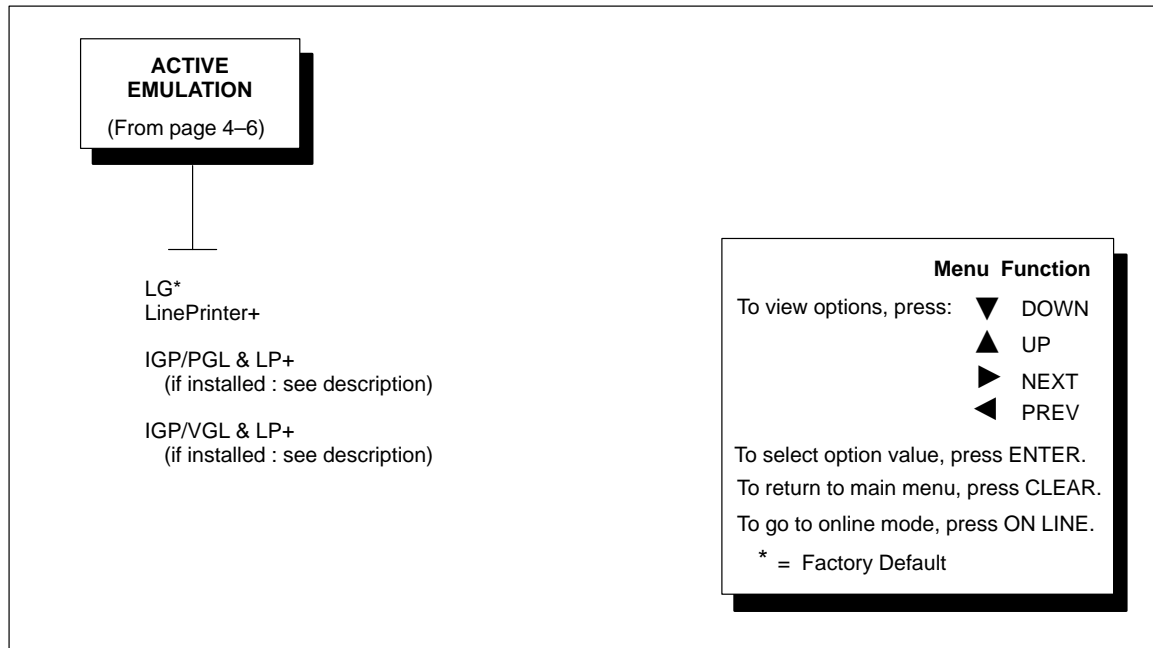 ACTIVE
EMULATION
(From page 4–6)
LG*
LinePrinter+
IGP/PGL & LP+
(if installed : see description)
IGP/VGL & LP+
(if installed : see description)
Menu Function
To view options, press: ▼ DOWN
▲ UP
▶ NEXT
◀ PREV
To select option value, press ENTER.
To return to main menu, press CLEAR.
To go to online mode, press ON LINE.
* = Factory Default